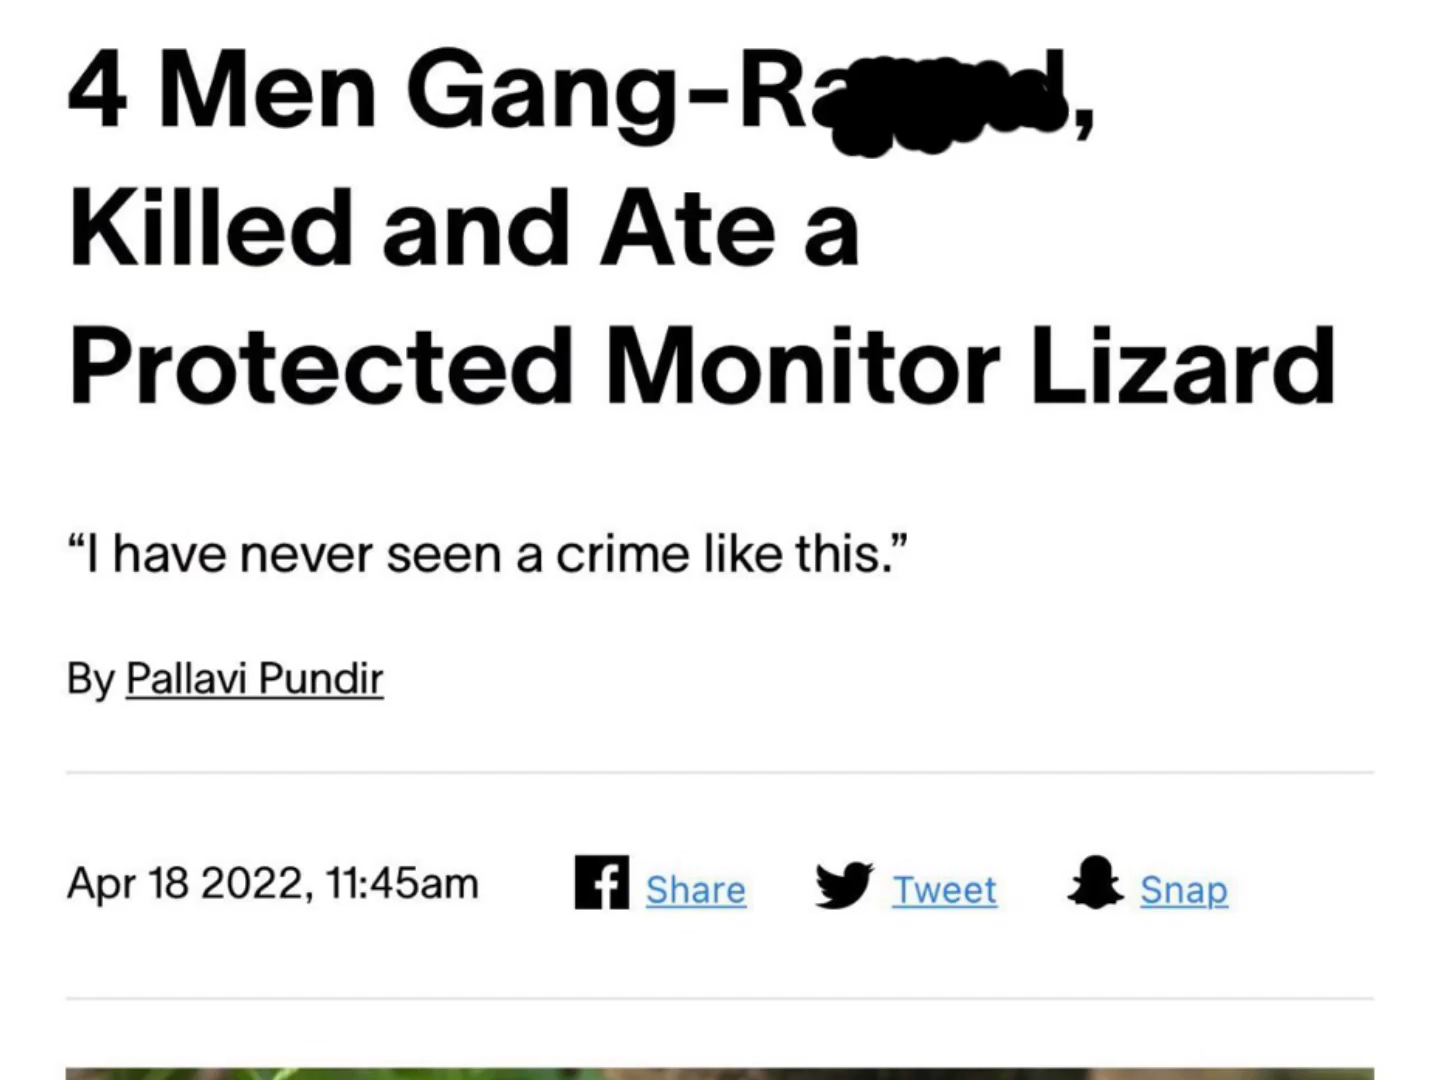 4 Men Gang-
Killed and Ate a
Protected Monitor Lizard
“I have never seen a crime like this.”
By Pallavi Pundir
Apr 18 2022, 11:45am Share Tweet Snap